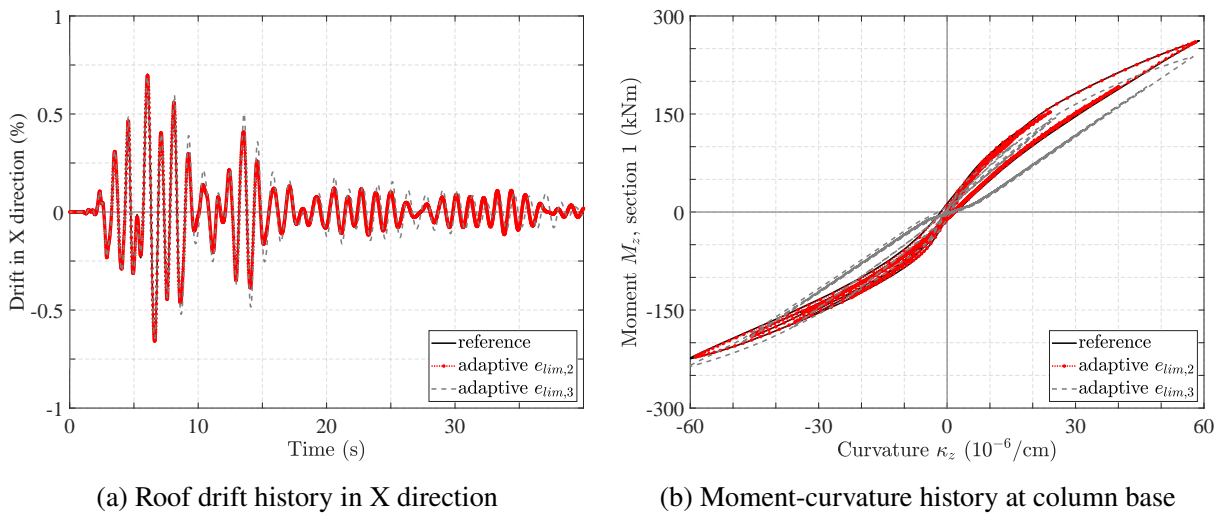 1
0.5
0
-0.5
-1
0
10
20
30
Drift in X direction (%)
Time (s)
reference
adaptive e_{lim,2}
adaptive e_{lim,3}
(a) Roof drift history in X direction
300
150
0
-150
-300
-60
-30
0
30
60
Moment M_z, section 1 (kNm)
Curvature κ_z (10^{-6}/cm)
reference
adaptive e_{lim,2}
adaptive e_{lim,3}
(b) Moment-curvature history at column base